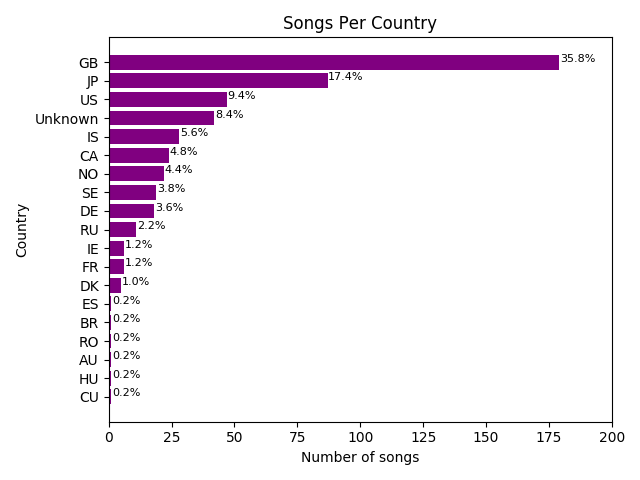 Songs Per Country
GB 35.8%
JP 17.4%
US 9.4%
Unknown 8.4%
IS 5.6%
CA 4.8%
NO 4.4%
SE 3.8%
DE 3.6%
RU 2.2%
IE 1.2%
FR 1.2%
DK 1.0%
ES 0.2%
BR 0.2%
RO 0.2%
AU 0.2%
HU 0.2%
CU 0.2%
Country
0 25 50 75 100 125 150 175 200
Number of songs